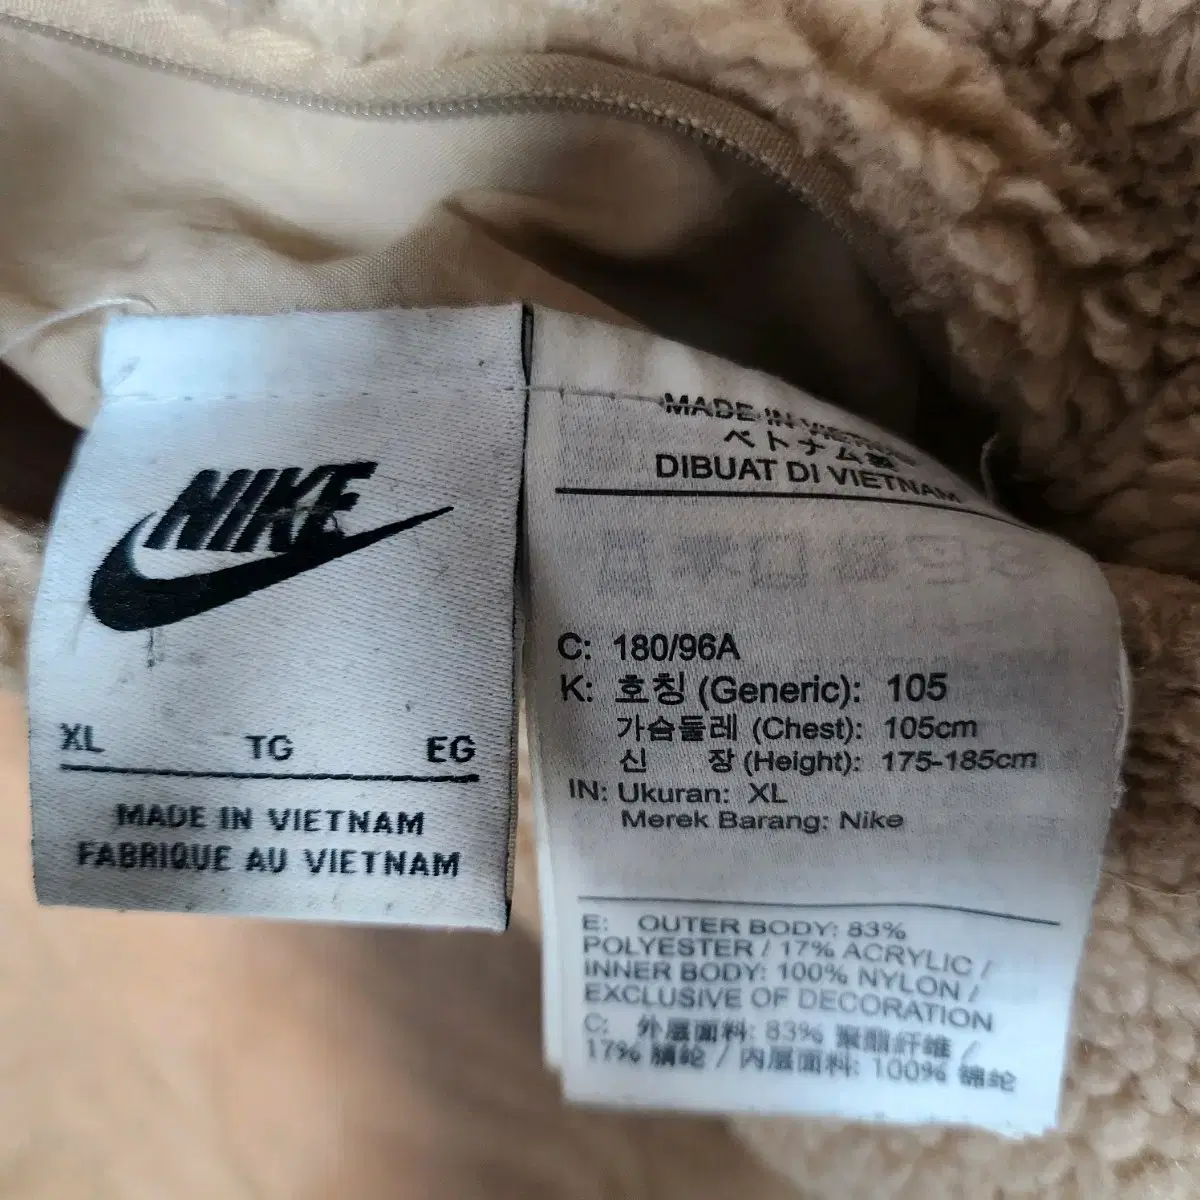 NIKE
XL TG EG
MADE IN VIETNAM
FABRIQUE AU VIETNAM
MADE IN VIETNAM
ベトナム製
DIBUAT DI VIETNAM
C: 180/96A
K: 호칭 (Generic): 105
가슴둘레 (Chest): 105cm
신 장 (Height): 175-185cm
IN: Ukuran: XL
Merek Barang: Nike
E: OUTER BODY: 83%
POLYESTER / 17% ACRYLIC /
INNER BODY: 100% NYLON /
EXCLUSIVE OF DECORATION
C: 外层面料: 83% 聚酯纤维 /
17% 腈纶 / 内层面料: 100% 锦纶